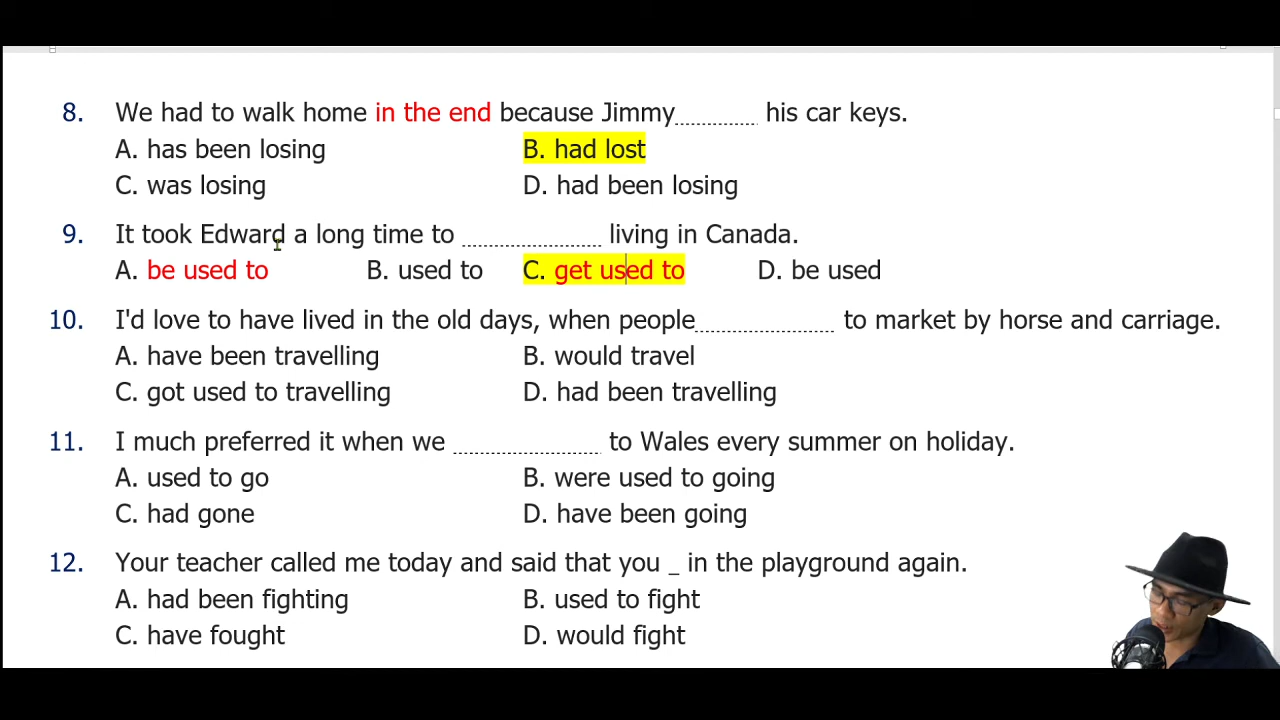 8. We had to walk home in the end because Jimmy.......... his car keys.
A. has been losing B. had lost
C. was losing D. had been losing
9. It took Edward a long time to .................... living in Canada.
A. be used to B. used to C. get used to D. be used
10. I'd love to have lived in the old days, when people.................... to market by horse and carriage.
A. have been travelling B. would travel
C. got used to travelling D. had been travelling
11. I much preferred it when we .................... to Wales every summer on holiday.
A. used to go B. were used to going
C. had gone D. have been going
12. Your teacher called me today and said that you _ in the playground again.
A. had been fighting B. used to fight
C. have fought D. would fight